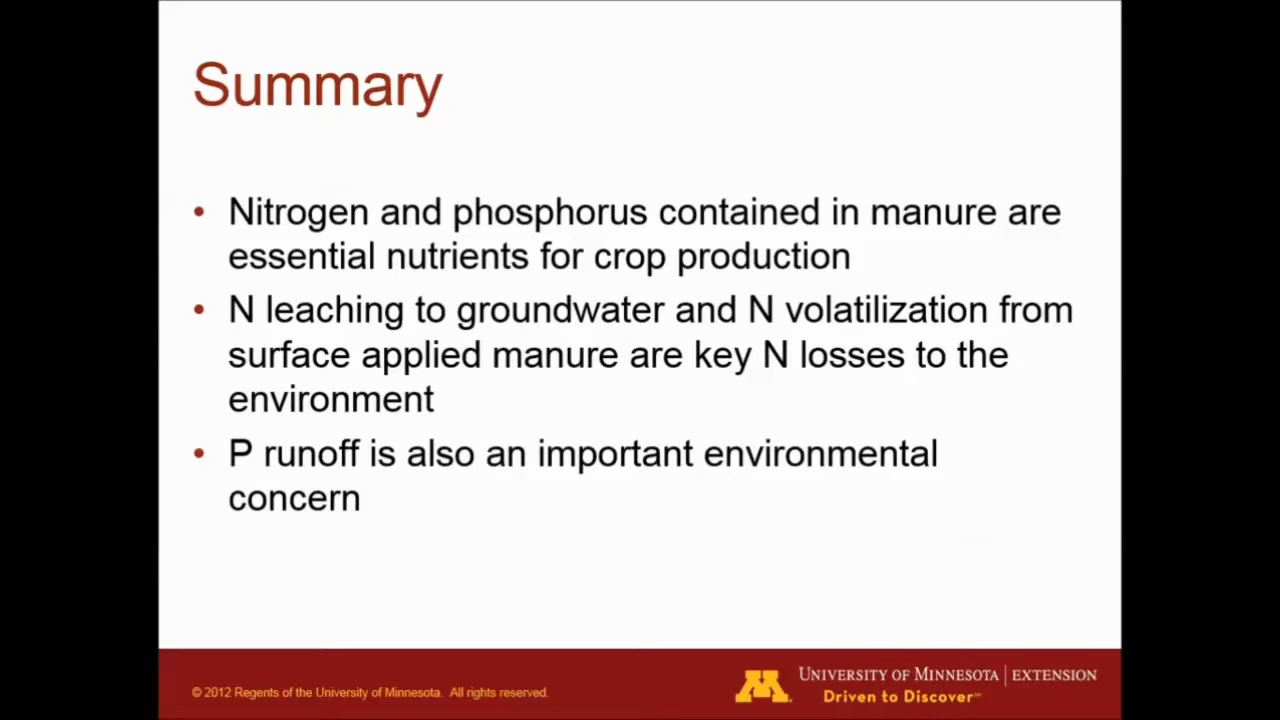 Summary
• Nitrogen and phosphorus contained in manure are
essential nutrients for crop production
• N leaching to groundwater and N volatilization from
surface applied manure are key N losses to the
environment
• P runoff is also an important environmental
concern
© 2012 Regents of the University of Minnesota. All rights reserved.
M
UNIVERSITY OF MINNESOTA | EXTENSION
Driven to Discover℠